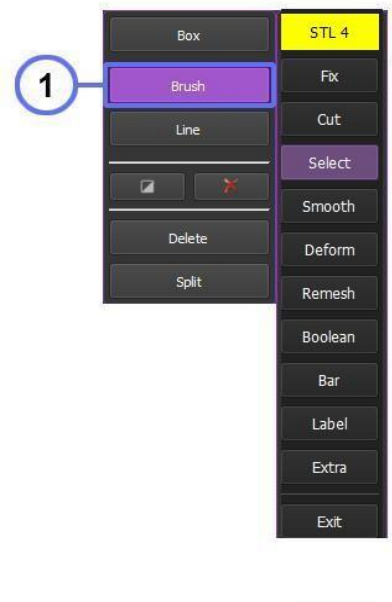 Box
1
Brush
Line
Delete
Split
STL 4
Fix
Cut
Select
Smooth
Deform
Remesh
Boolean
Bar
Label
Extra
Exit